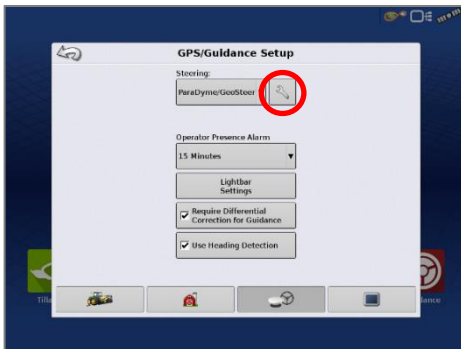 GPS/Guidance Setup
Steering:
ParaDyme/GeoSteer
Operator Presence Alarm
15 Minutes
Lightbar
Settings
Require Differential
Correction for Guidance
Use Heading Detection